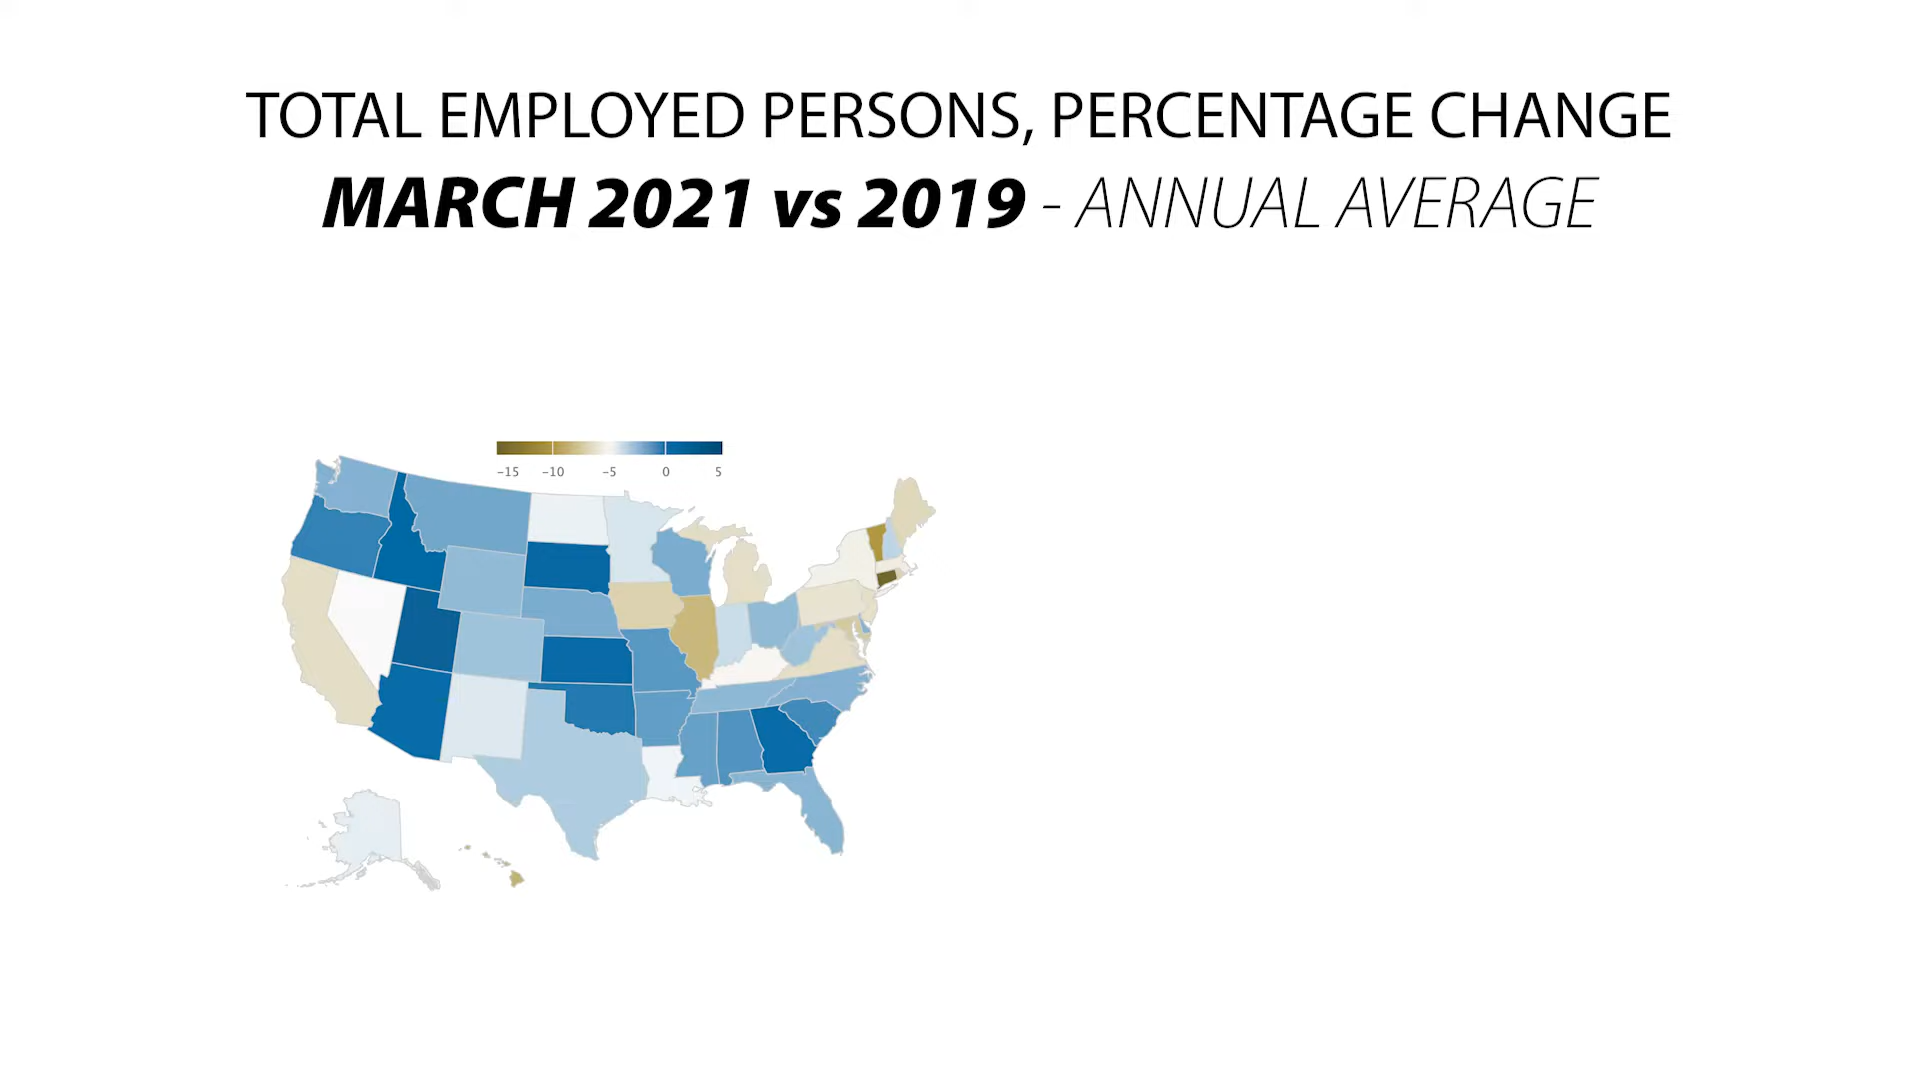 TOTAL EMPLOYED PERSONS, PERCENTAGE CHANGE
MARCH 2021 vs 2019 - ANNUAL AVERAGE
−15 −10 −5 0 5